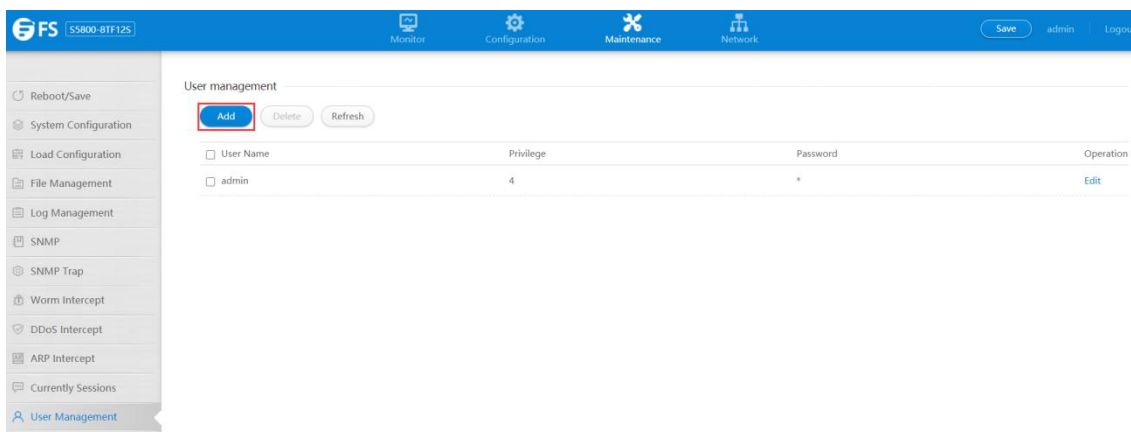 FS S5800-8TF12S
Monitor Configuration Maintenance Network
Save admin Logou
User management
Reboot/Save
Add Delete Refresh
System Configuration
User Name Privilege Password Operation
Load Configuration
admin 4 * Edit
File Management
Log Management
SNMP
SNMP Trap
Worm Intercept
DDoS Intercept
ARP Intercept
Currently Sessions
User Management